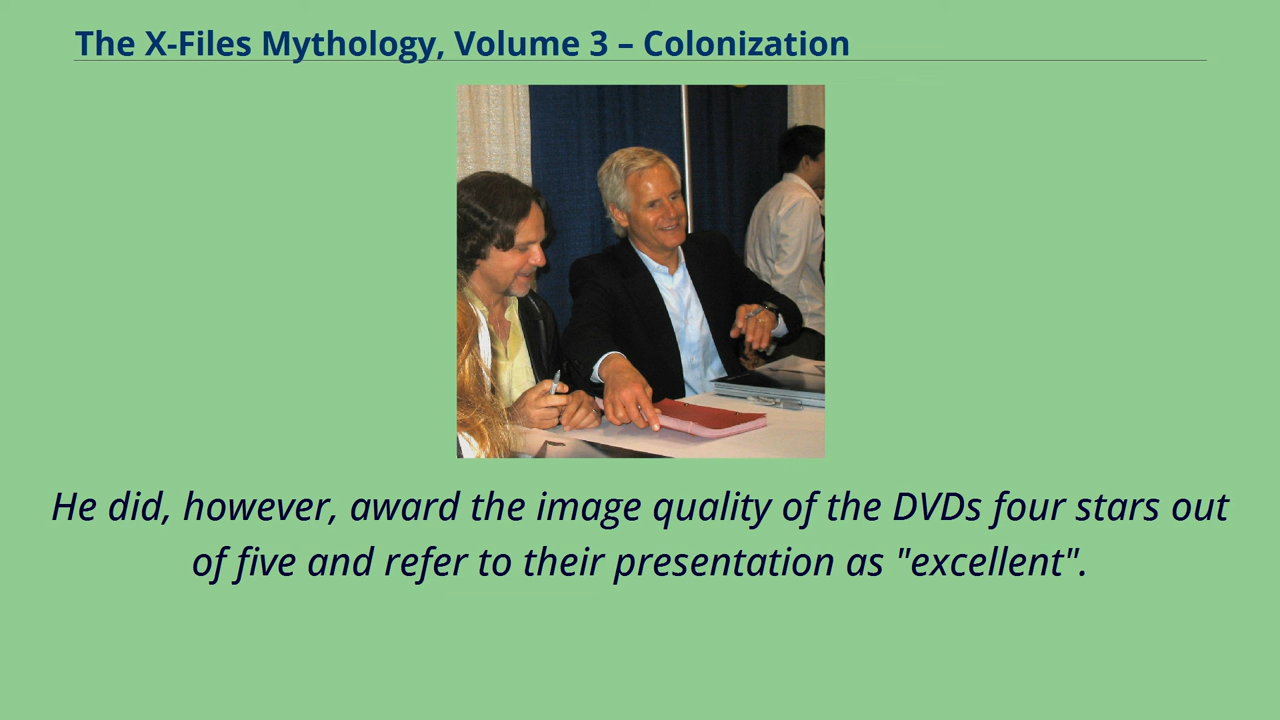 The X-Files Mythology, Volume 3 – Colonization
He did, however, award the image quality of the DVDs four stars out
of five and refer to their presentation as "excellent".